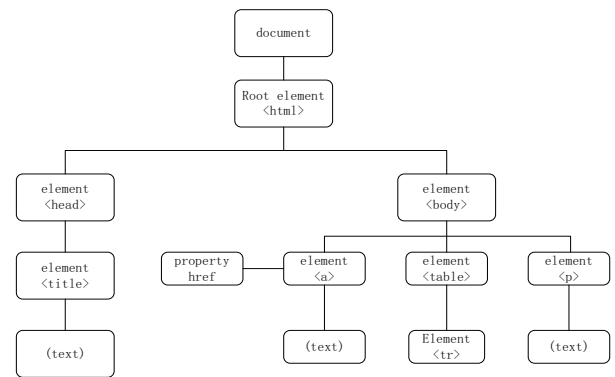 document
Root element
<html>
element
<head>
element
<body>
element
<title>
property
href
element
<a>
element
<table>
element
<p>
(text)
(text)
Element
<tr>
(text)